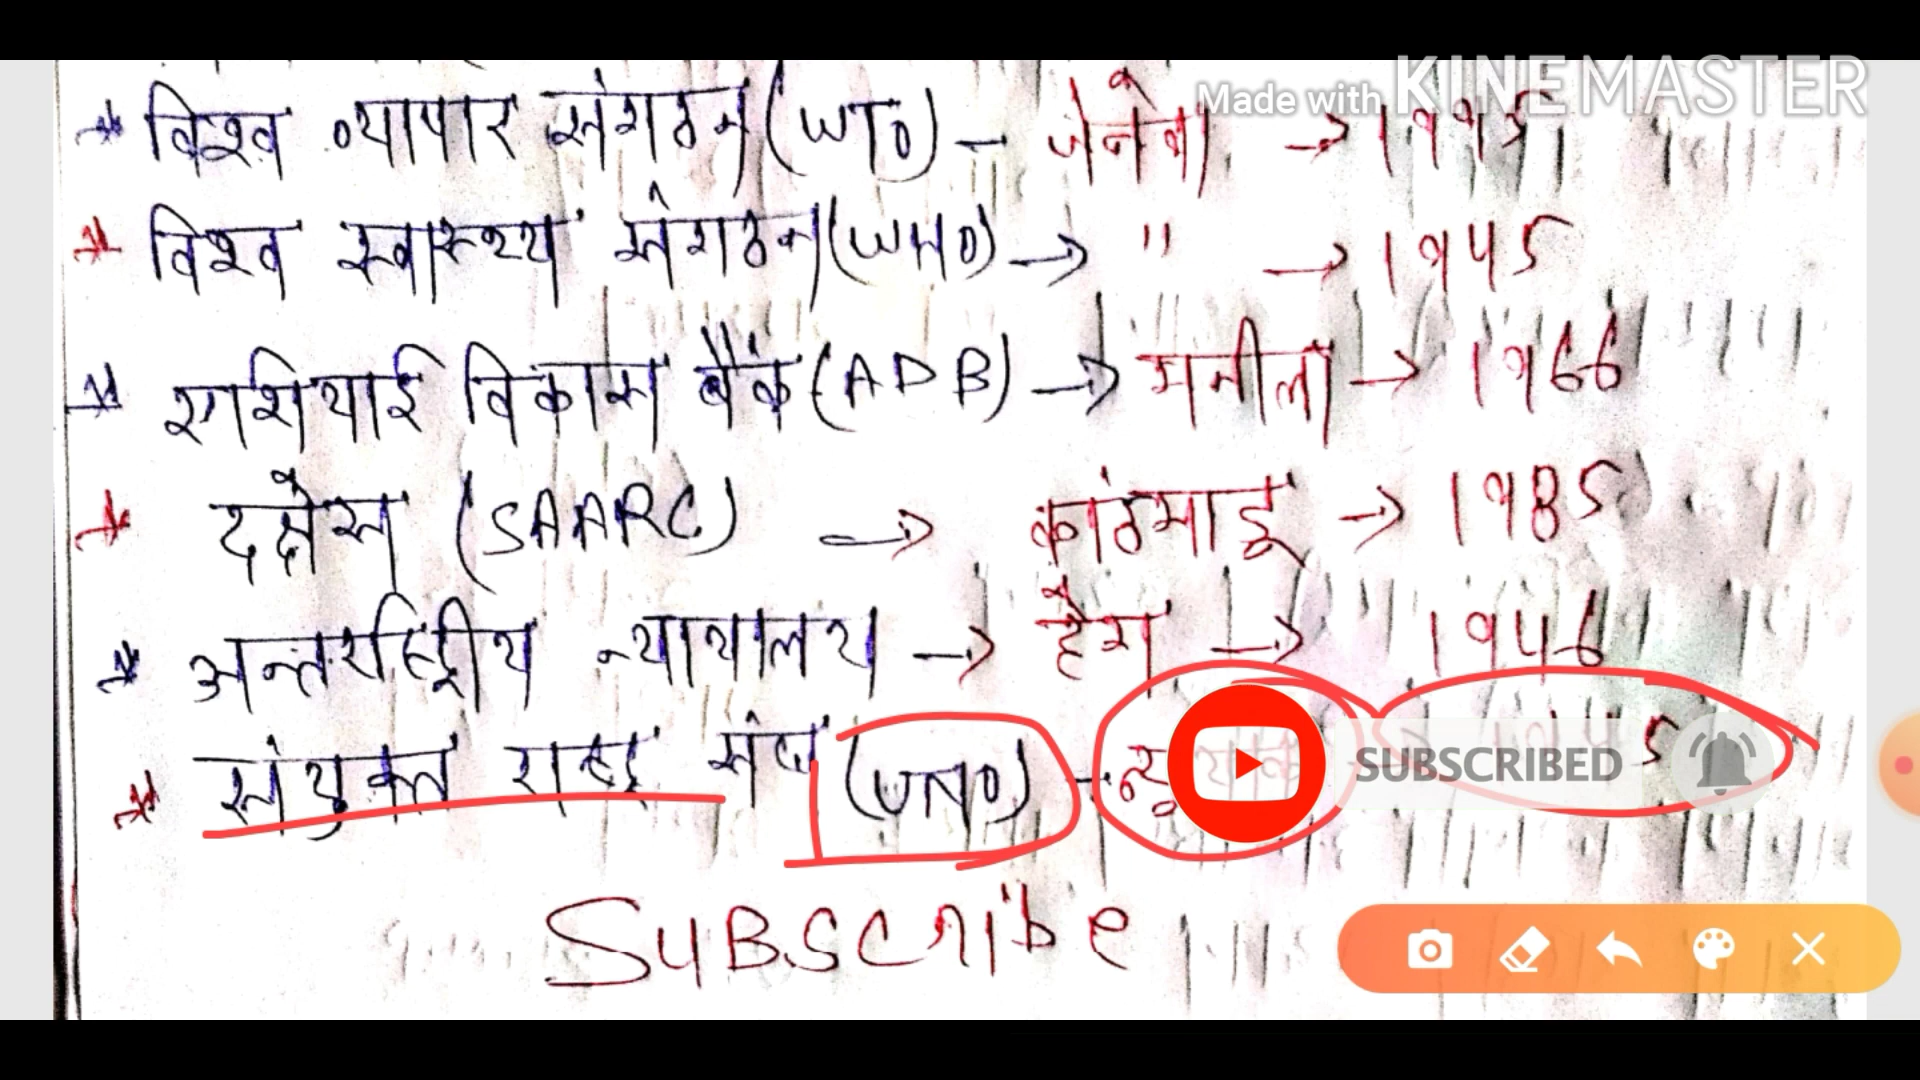 Made with KINEMASTER
विश्व व्यापार संगठन (WTO) – जेनेवा → 1995
विश्व स्वास्थ्य संगठन (WHO) → " → 1945
एशियाई विकास बैंक (ADB) → मनीला → 1966
दक्षेस (SAARC) → काठमांडू → 1985
अन्तर्राष्ट्रीय न्यायालय → हेग → 1946
संयुक्त राष्ट्र संघ (UNO) – न्यूयार्क 1945
SUBSCRIBED
Subscribe